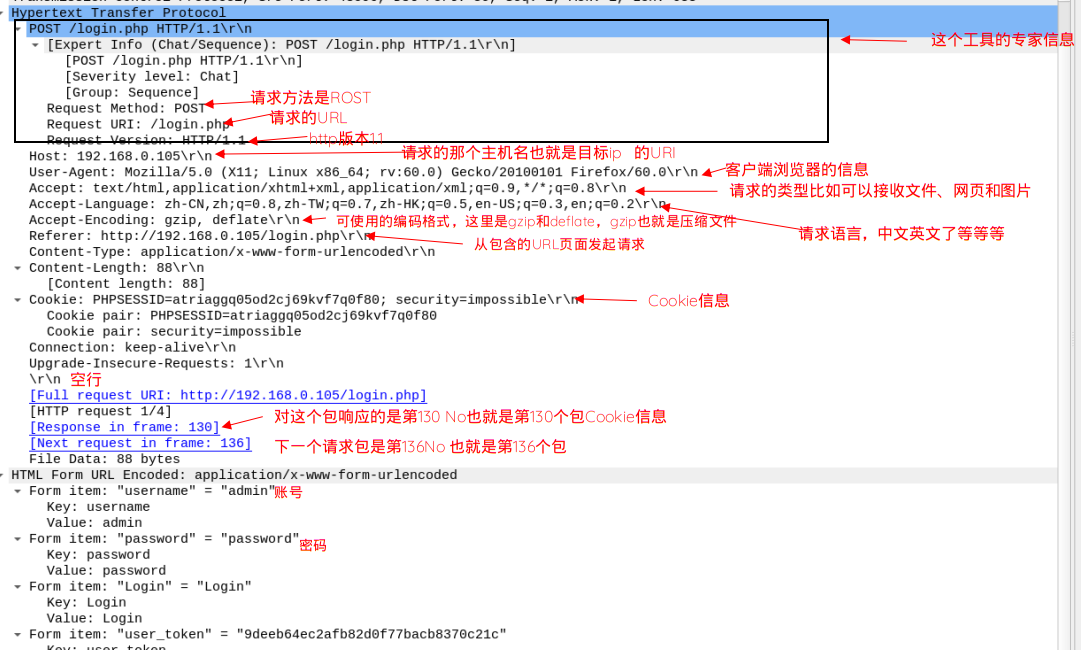 Hypertext Transfer Protocol
POST /login.php HTTP/1.1\r\n
[Expert Info (Chat/Sequence): POST /login.php HTTP/1.1\r\n]
这个工具的专家信息
[POST /login.php HTTP/1.1\r\n]
[Severity level: Chat]
[Group: Sequence]
Request Method: POST 请求方法是ROST
Request URI: /login.php 请求的URL
Request Version: HTTP/1.1 http版本1.1
Host: 192.168.0.105\r\n 请求的那个主机名也就是目标ip 的URl
User-Agent: Mozilla/5.0 (X11; Linux x86_64; rv:60.0) Gecko/20100101 Firefox/60.0\r\n 客户端浏览器的信息
Accept: text/html,application/xhtml+xml,application/xml;q=0.9,*/*;q=0.8\r\n 请求的类型比如可以接收文件、网页和图片
Accept-Language: zh-CN,zh;q=0.8,zh-TW;q=0.7,zh-HK;q=0.5,en-US;q=0.3,en;q=0.2\r\n
Accept-Encoding: gzip, deflate\r\n 可使用的编码格式，这里是gzip和deflate，gzip也就是压缩文件
请求语言，中文英文了等等等
Referer: http://192.168.0.105/login.php\r\n 从包含的URL页面发起请求
Content-Type: application/x-www-form-urlencoded\r\n
Content-Length: 88\r\n
[Content length: 88]
Cookie: PHPSESSID=atriaggq05od2cj69kvf7q0f80; security=impossible\r\n Cookie信息
Cookie pair: PHPSESSID=atriaggq05od2cj69kvf7q0f80
Cookie pair: security=impossible
Connection: keep-alive\r\n
Upgrade-Insecure-Requests: 1\r\n
\r\n 空行
[Full request URI: http://192.168.0.105/login.php]
[HTTP request 1/4]
[Response in frame: 130] 对这个包响应的是第130 No也就是第130个包Cookie信息
[Next request in frame: 136] 下一个请求包是第136No 也就是第136个包
File Data: 88 bytes
HTML Form URL Encoded: application/x-www-form-urlencoded
Form item: "username" = "admin" 账号
Key: username
Value: admin
Form item: "password" = "password" 密码
Key: password
Value: password
Form item: "Login" = "Login"
Key: Login
Value: Login
Form item: "user_token" = "9deeb64ec2afb82d0f77bacb8370c21c"
Key: user_token